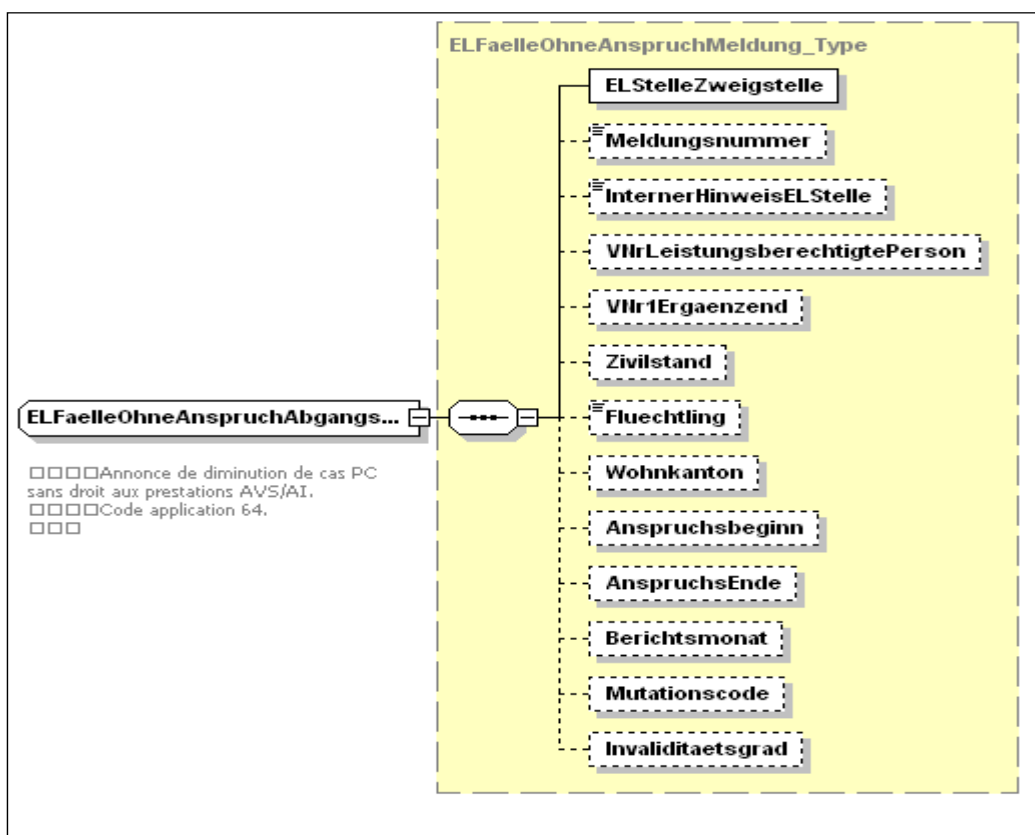 ELFaelleOhneAnspruchMeldung_Type
ELStelleZweigstelle
Meldungsnummer
InternerHinweisELStelle
VNrLeistungsberechtigtePerson
VNr1Ergaenzend
Zivilstand
ELFaelleOhneAnspruchAbgangs...
Fluechtling
Wohnkanton
Anspruchsbeginn
AnspruchsEnde
Berichtsmonat
Mutationscode
Invaliditaetsgrad
□□□□Annonce de diminution de cas PC
sans droit aux prestations AVS/AI.
□□□□Code application 64.
□□□